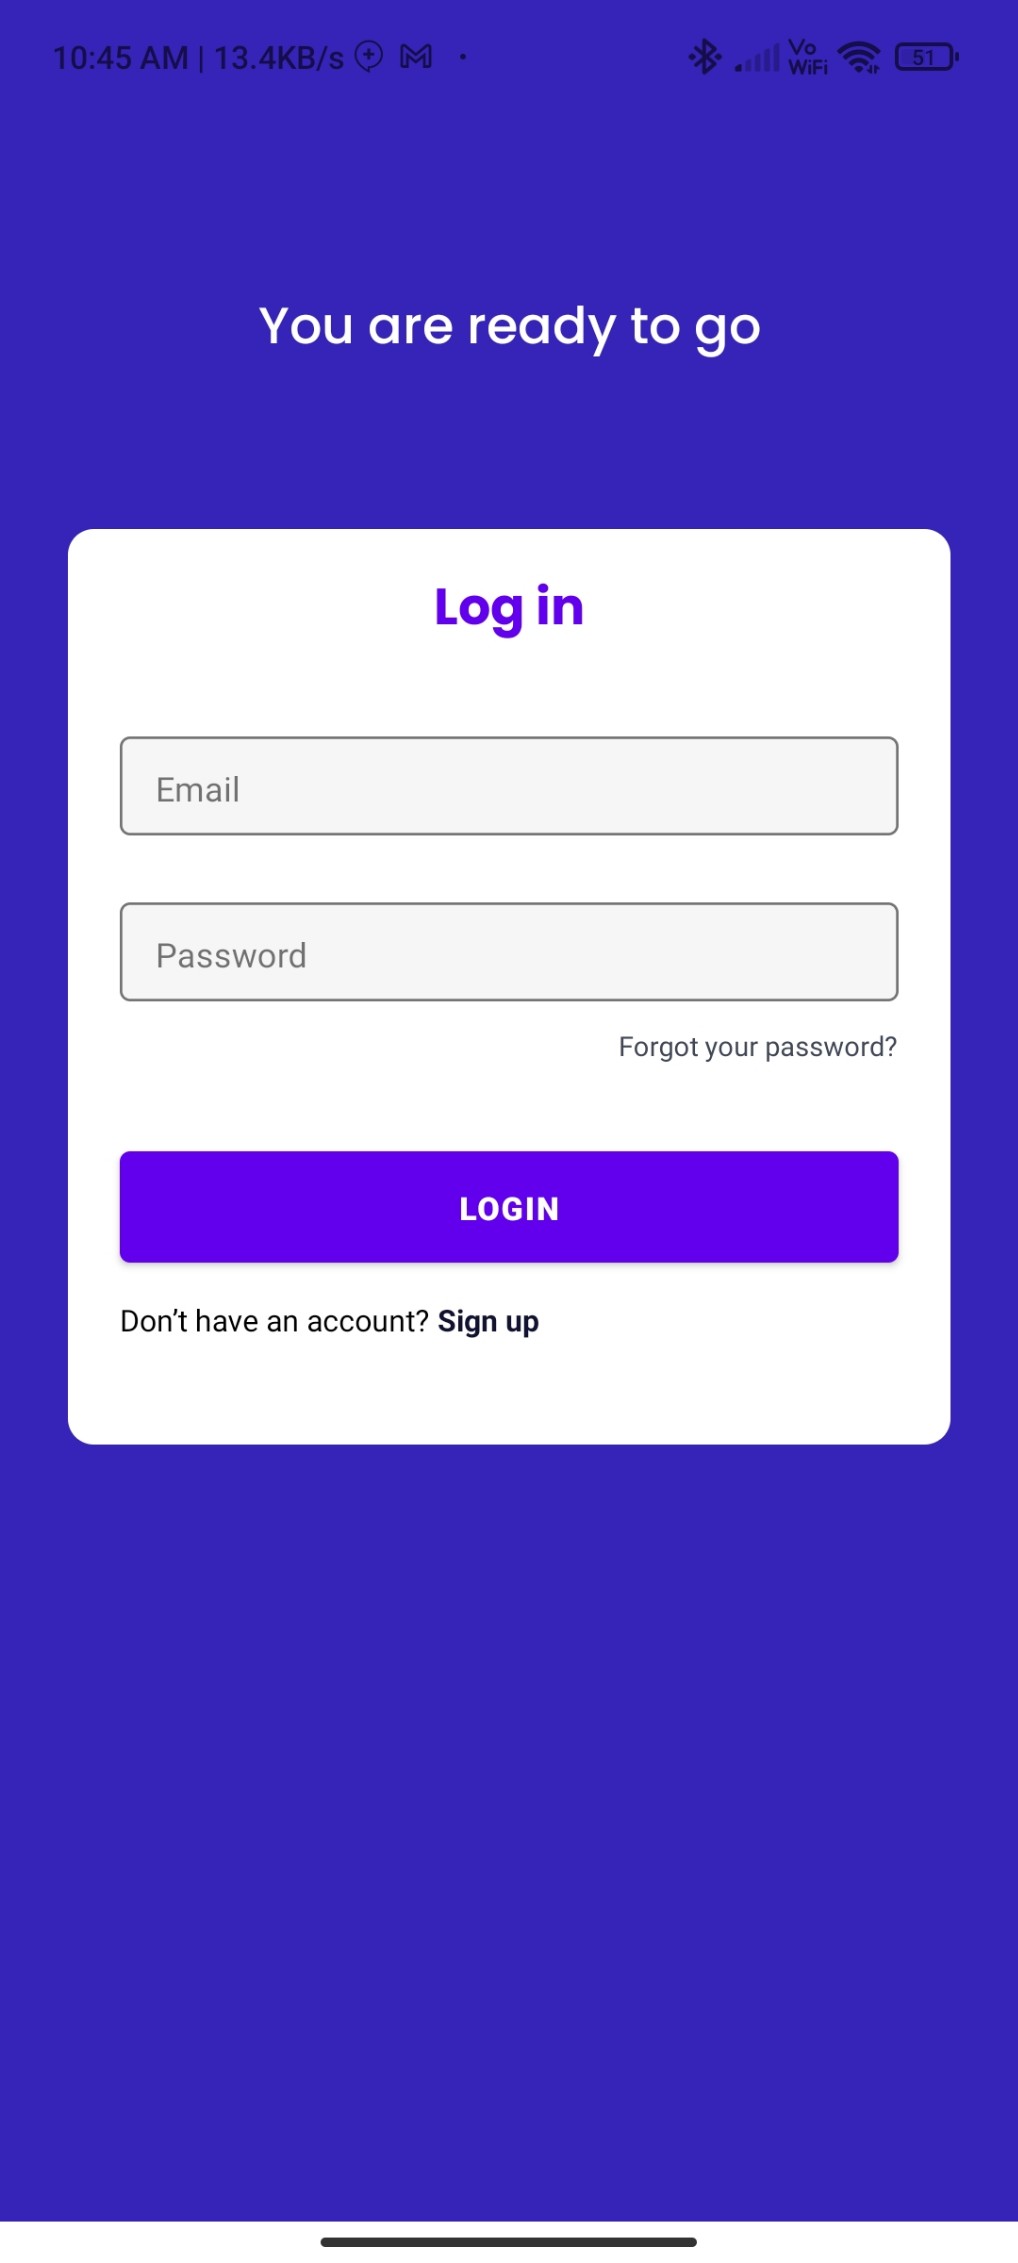 10:45 AM | 13.4KB/s
Vo
WiFi
51
You are ready to go
Log in
Email
Password
Forgot your password?
LOGIN
Don't have an account? Sign up